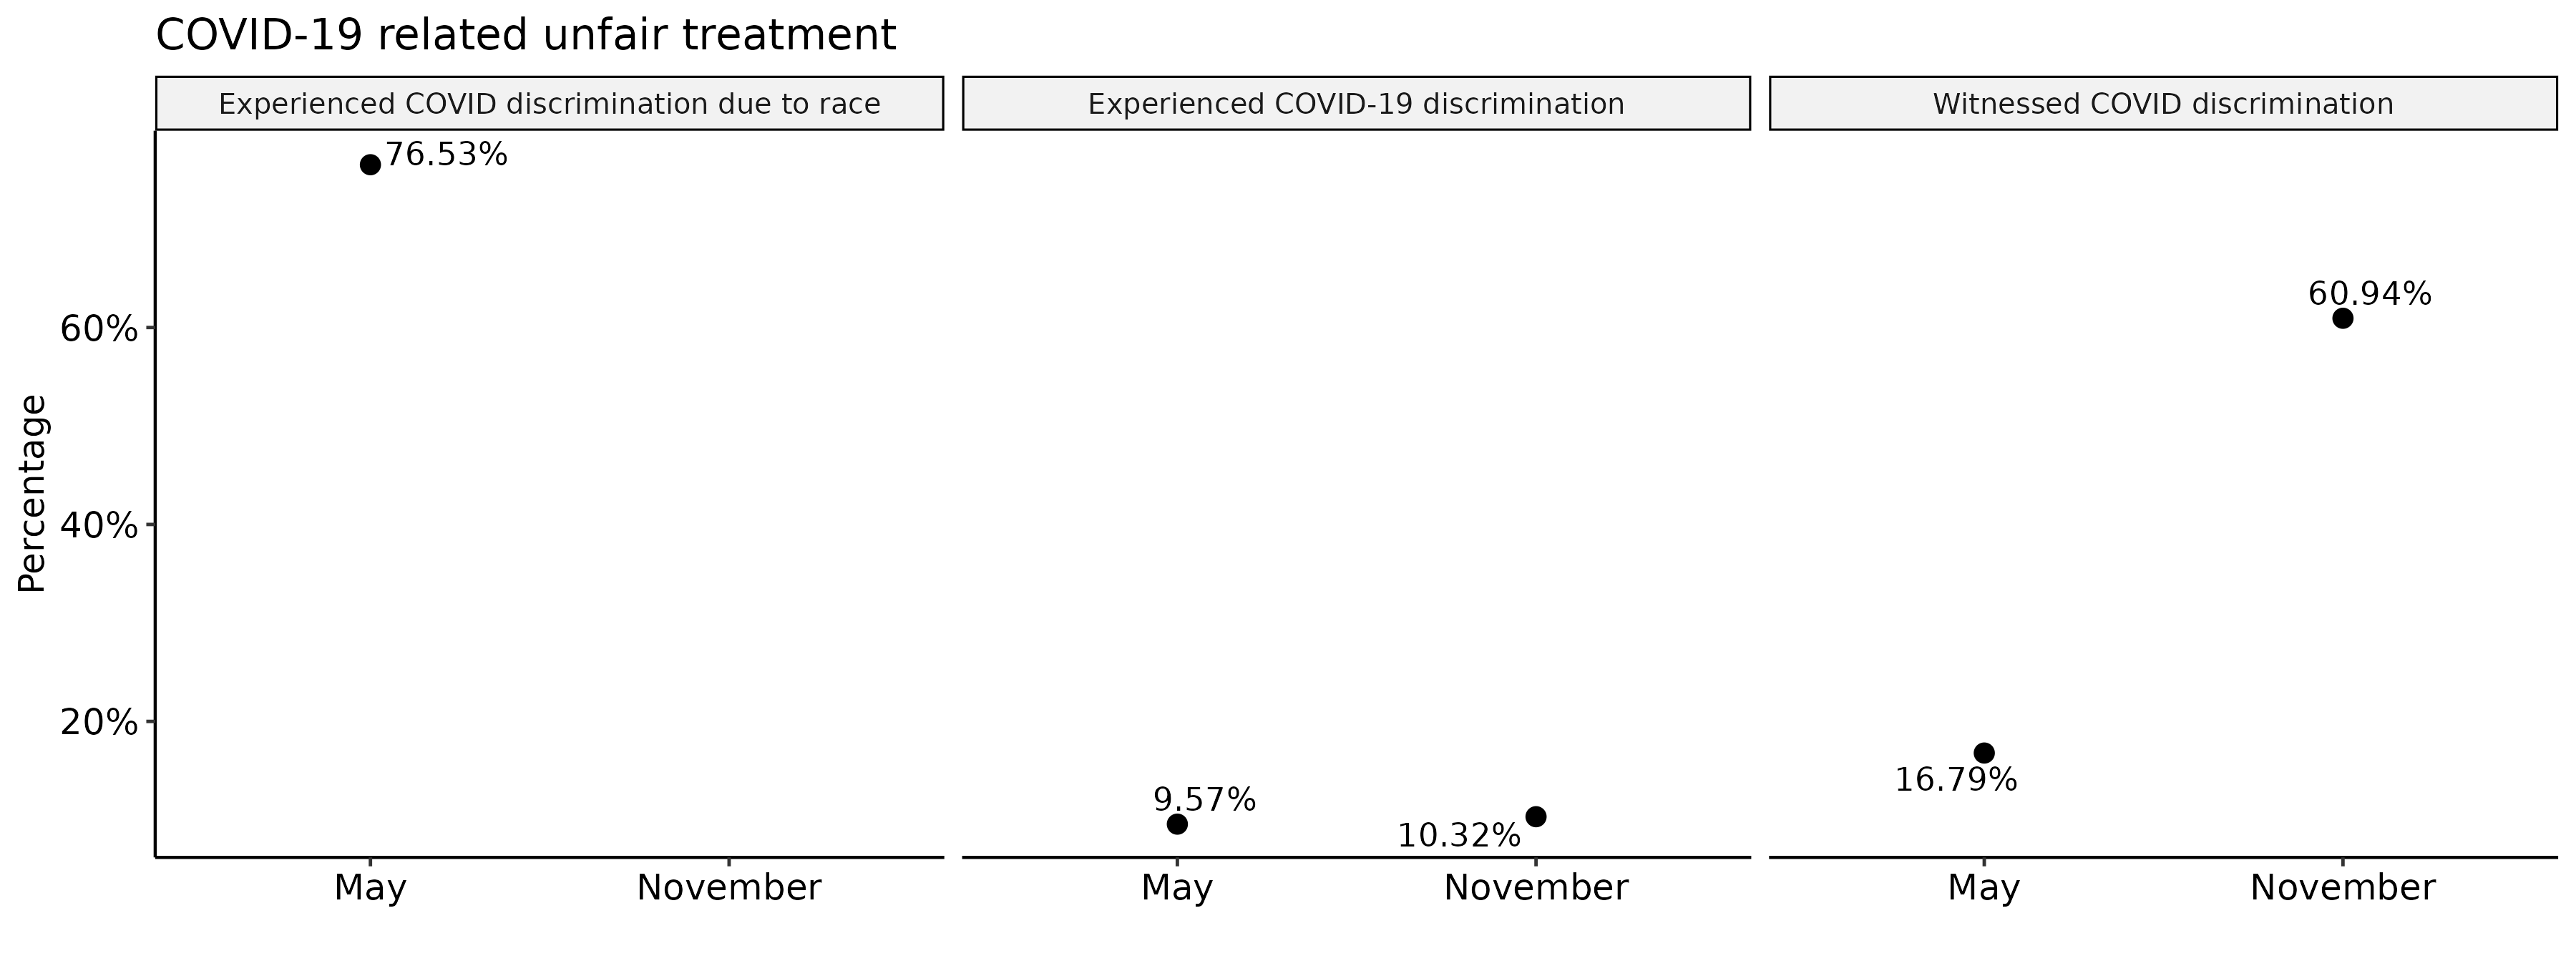 COVID-19 related unfair treatment
Experienced COVID discrimination due to race
Experienced COVID-19 discrimination
Witnessed COVID discrimination
Percentage
60%
40%
20%
76.53%
9.57%
10.32%
16.79%
60.94%
May
November
May
November
May
November